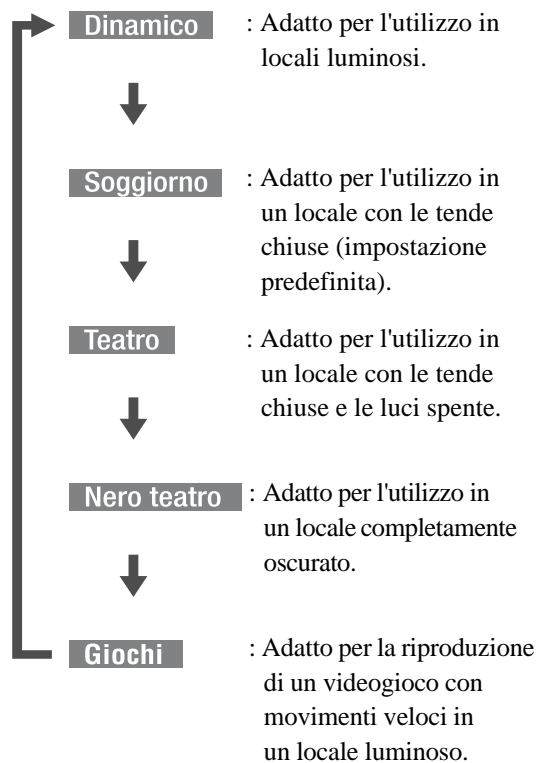 Dinamico : Adatto per l'utilizzo in
locali luminosi.
Soggiorno : Adatto per l'utilizzo in
un locale con le tende
chiuse (impostazione
predefinita).
Teatro : Adatto per l'utilizzo in
un locale con le tende
chiuse e le luci spente.
Nero teatro : Adatto per l'utilizzo in
un locale completamente
oscurato.
Giochi : Adatto per la riproduzione
di un videogioco con
movimenti veloci in
un locale luminoso.